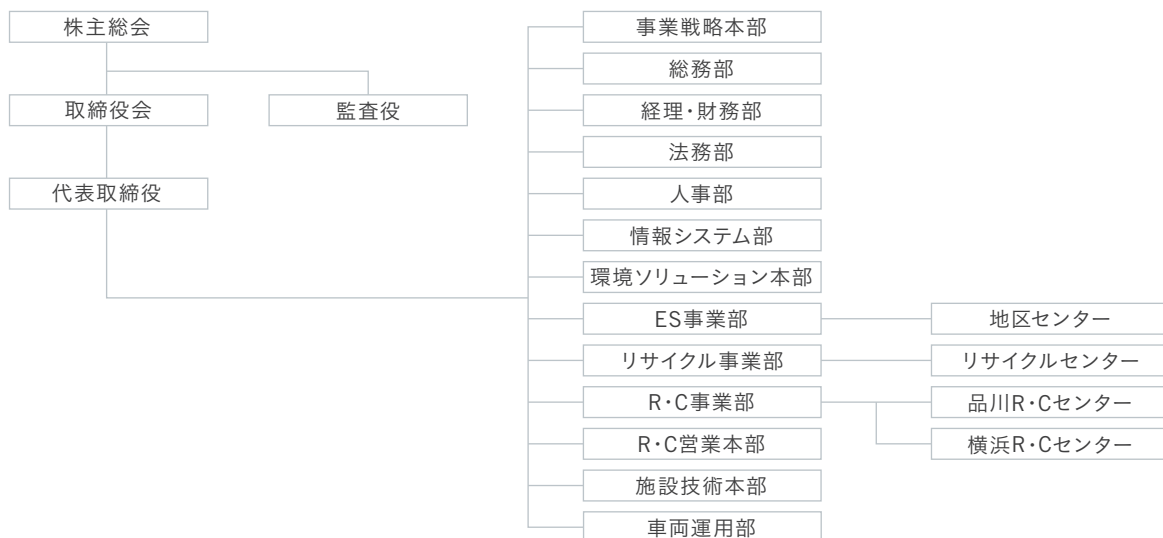 株主総会
取締役会
監査役
代表取締役
事業戦略本部
総務部
経理・財務部
法務部
人事部
情報システム部
環境ソリューション本部
ES事業部
地区センター
リサイクル事業部
リサイクルセンター
R・C事業部
品川R・Cセンター
R・C営業本部
横浜R・Cセンター
施設技術本部
車両運用部